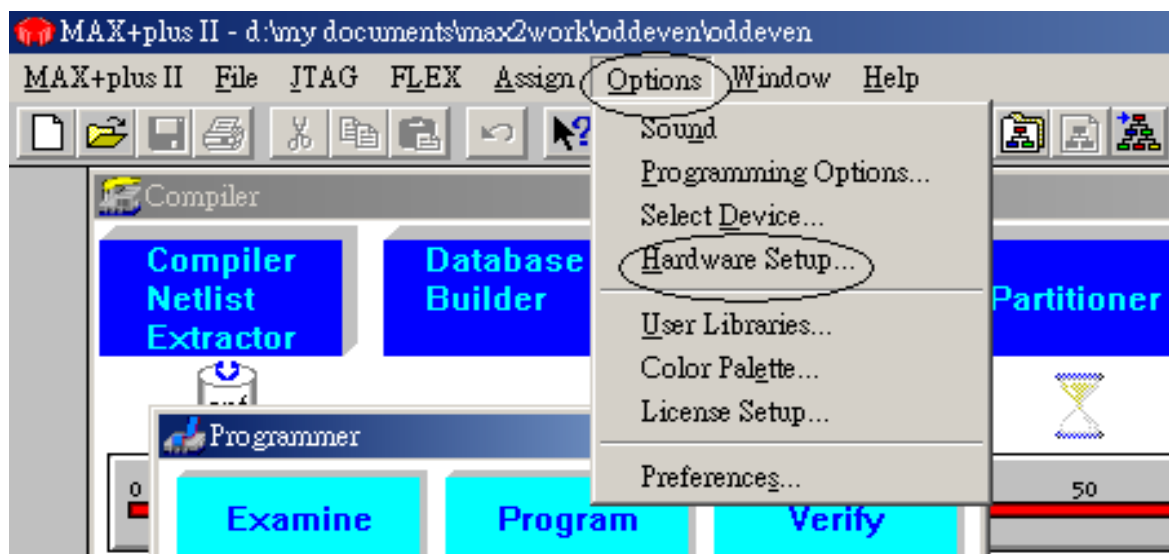 MAX+plus II - d:\my documents\max2work\oddeven\oddeven
MAX+plus II File JTAG FLEX Assign Options Window Help
Sound
Programming Options...
Select Device...
Hardware Setup...
User Libraries...
Color Palette...
License Setup...
Preferences...
Compiler
Compiler
Netlist
Extractor
Database
Builder
Partitioner
Programmer
0
50
Examine
Program
Verify